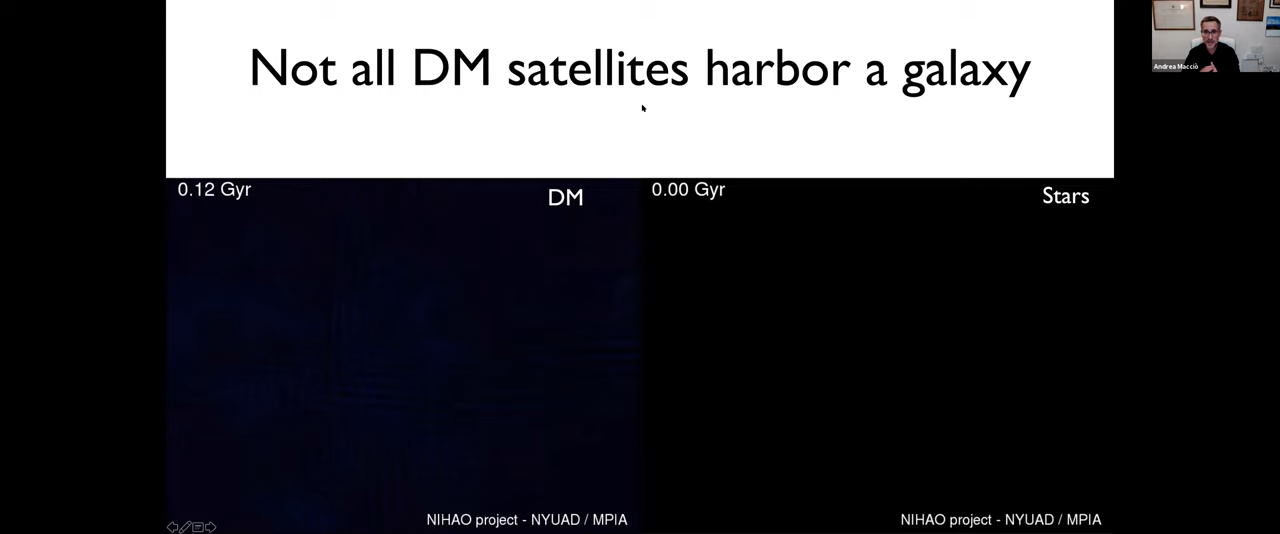 Not all DM satellites harbor a galaxy
Andrea Macciò
0.12 Gyr
DM
0.00 Gyr
Stars
NIHAO project - NYUAD / MPIA
NIHAO project - NYUAD / MPIA